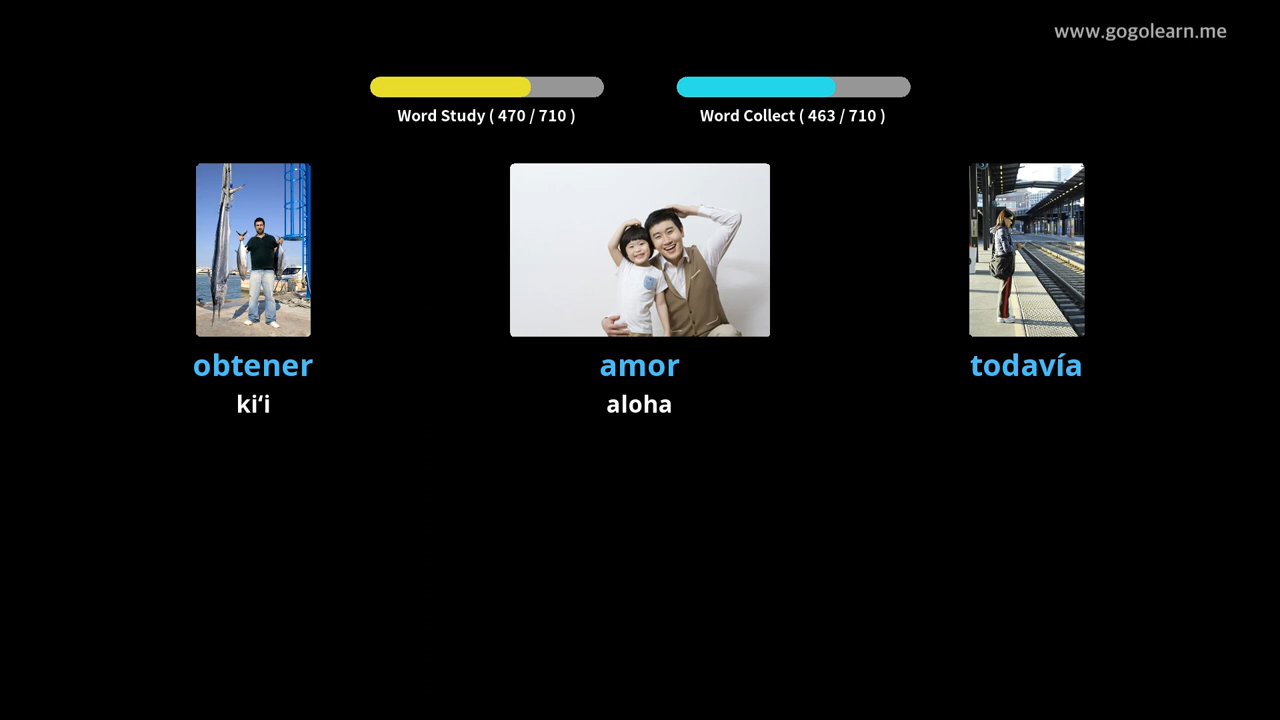 www.gogolearn.me
Word Study ( 470 / 710 )
Word Collect ( 463 / 710 )
obtener
kiʻi
amor
aloha
todavía